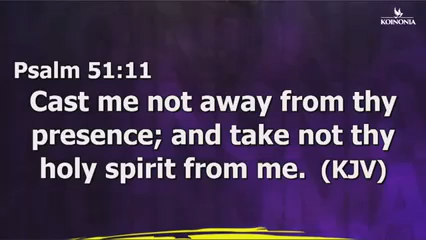 KOINONIA
Psalm 51:11
Cast me not away from thy
presence; and take not thy
holy spirit from me. (KJV)